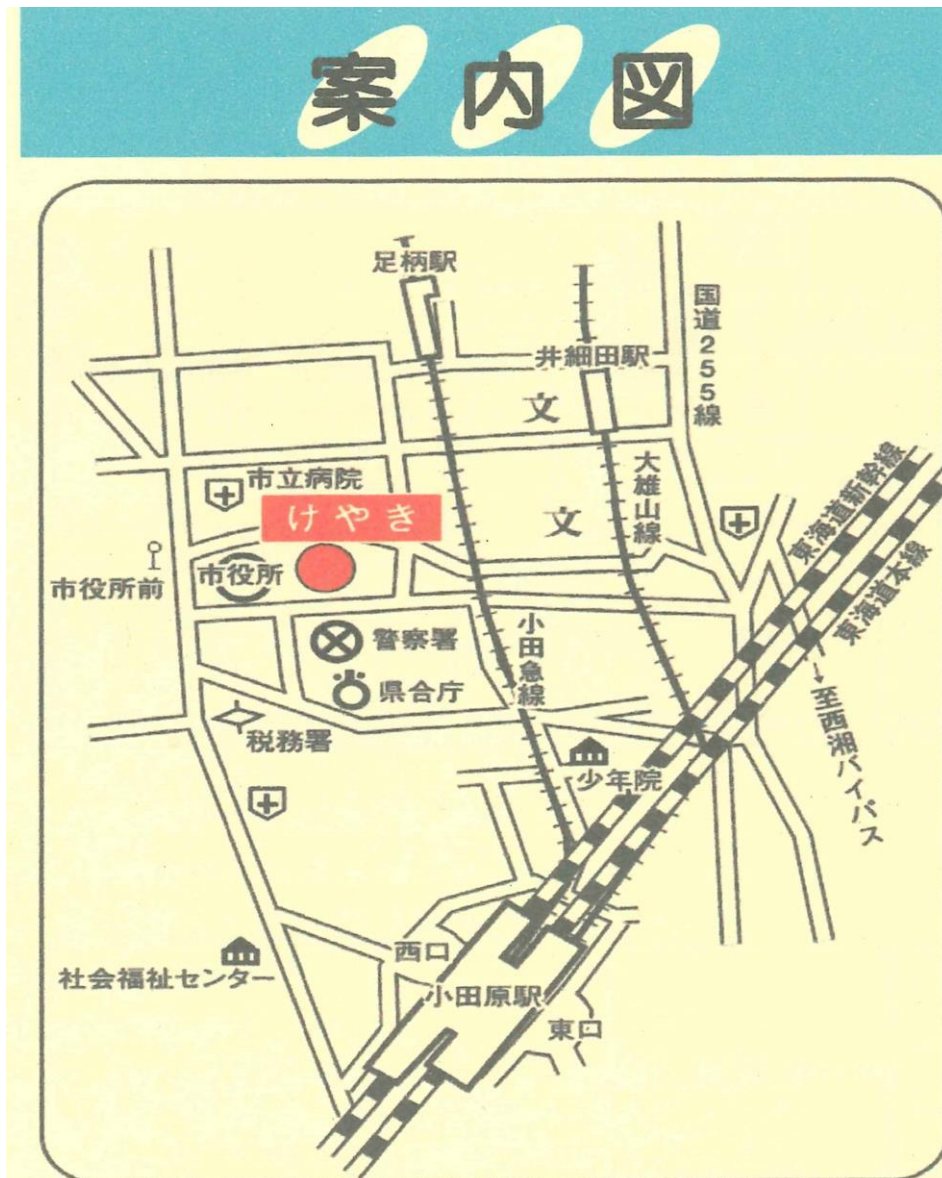 案内図
足柄駅
井細田駅
国道255線
文
大雄山線
東海道新幹線
東海道本線
市立病院
けやき
文
市役所前
市役所
小田急線
警察署
県合庁
税務署
少年院
→至西湘バイパス
西口
社会福祉センター
小田原駅
東口